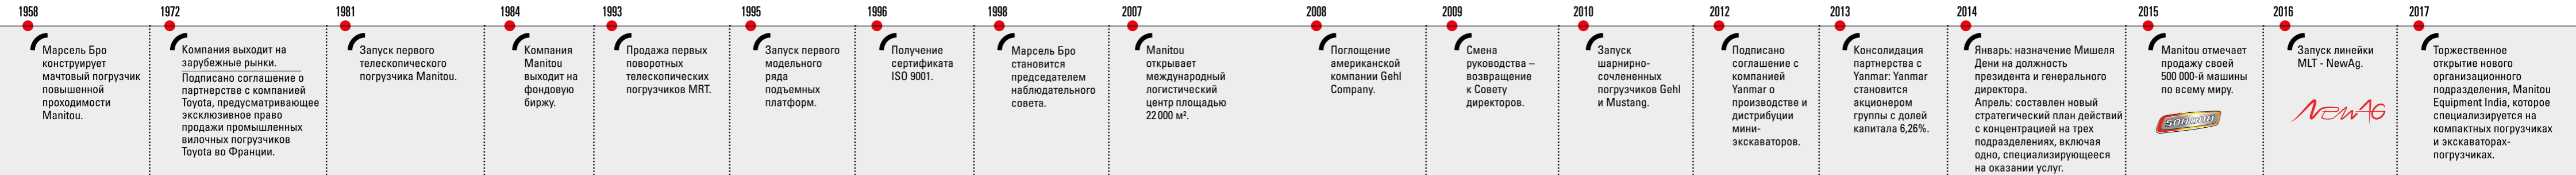 1958
Марсель Бро
конструирует
мачтовый погрузчик
повышенной
проходимости
Manitou.
1972
Компания выходит на
зарубежные рынки.
Подписано соглашение о
партнерстве с компанией
Toyota, предусматривающее
эксклюзивное право
продажи промышленных
вилочных погрузчиков
Toyota во Франции.
1981
Запуск первого
телескопического
погрузчика Manitou.
1984
Компания
Manitou
выходит на
фондовую
биржу.
1993
Продажа первых
поворотных
телескопических
погрузчиков MRT.
1995
Запуск первого
модельного
ряда
подъемных
платформ.
1996
Получение
сертификата
ISO 9001.
1998
Марсель Бро
становится
председателем
наблюдательного
совета.
2007
Manitou
открывает
международный
логистический
центр площадью
22 000 м².
2008
Поглощение
американской
компании Gehl
Company.
2009
Смена
руководства –
возвращение
к Совету
директоров.
2010
Запуск
шарнирно-
сочлененных
погрузчиков Gehl
и Mustang.
2012
Подписано
соглашение с
компанией
Yanmar о
производстве и
дистрибуции
мини-
экскаваторов.
2013
Консолидация
партнерства с
Yanmar: Yanmar
становится
акционером
группы с долей
капитала 6,26%.
2014
Январь: назначение Мишеля
Дени на должность
президента и генерального
директора.
Апрель: составлен новый
стратегический план действий
с концентрацией на трех
подразделениях, включая
одно, специализирующееся
на оказании услуг.
2015
Manitou отмечает
продажу своей
500 000-й машины
по всему миру.
500 000
2016
Запуск линейки
MLT - NewAg.
NewAG
2017
Торжественное
открытие нового
организационного
подразделения, Manitou
Equipment India, которое
специализируется на
компактных погрузчиках
и экскаваторах-
погрузчиках.